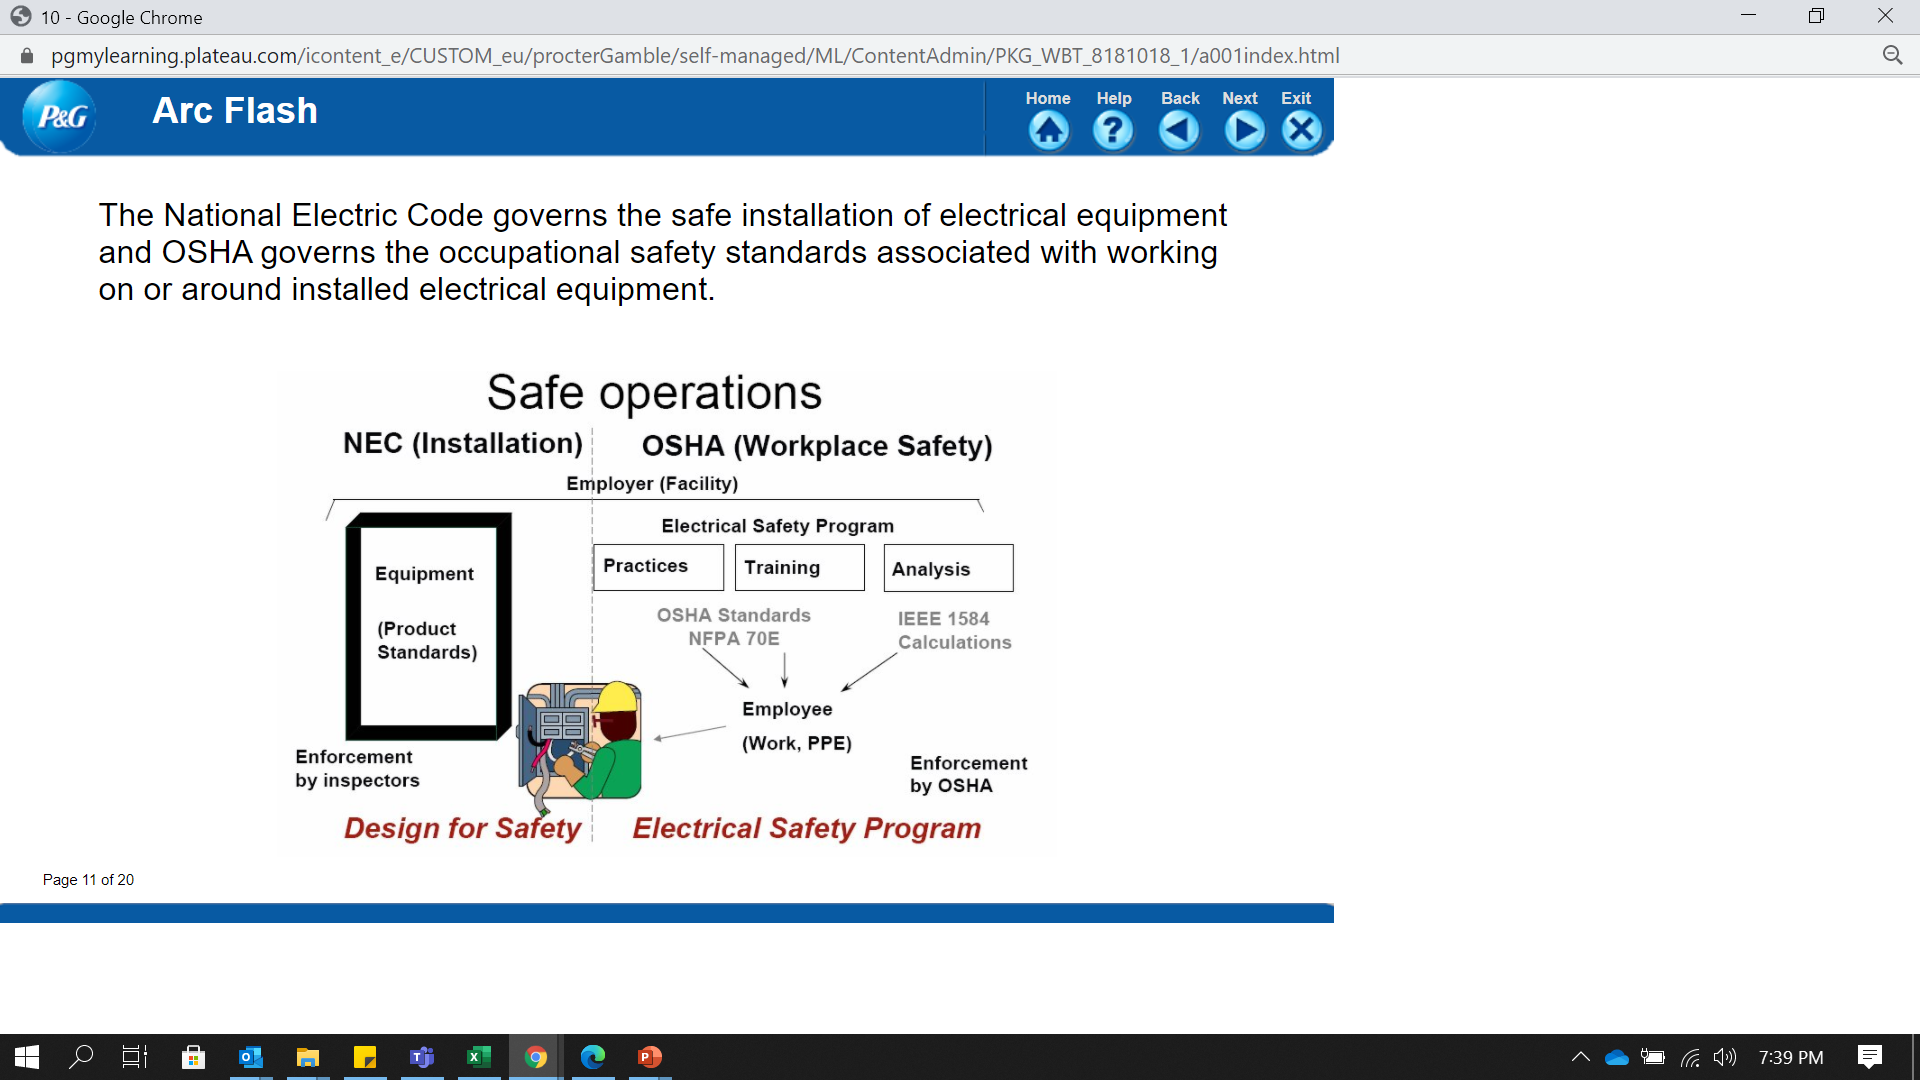 10 - Google Chrome
pgmylearning.plateau.com/icontent_e/CUSTOM_eu/procterGamble/self-managed/ML/ContentAdmin/PKG_WBT_8181018_1/a001index.html
P&G
Arc Flash
Home Help Back Next Exit
The National Electric Code governs the safe installation of electrical equipment
and OSHA governs the occupational safety standards associated with working
on or around installed electrical equipment.
Safe operations
NEC (Installation) OSHA (Workplace Safety)
Employer (Facility)
Electrical Safety Program
Practices Training Analysis
Equipment
(Product
Standards)
OSHA Standards
NFPA 70E
IEEE 1584
Calculations
Employee
(Work, PPE)
Enforcement
by inspectors
Enforcement
by OSHA
Design for Safety Electrical Safety Program
Page 11 of 20
7:39 PM